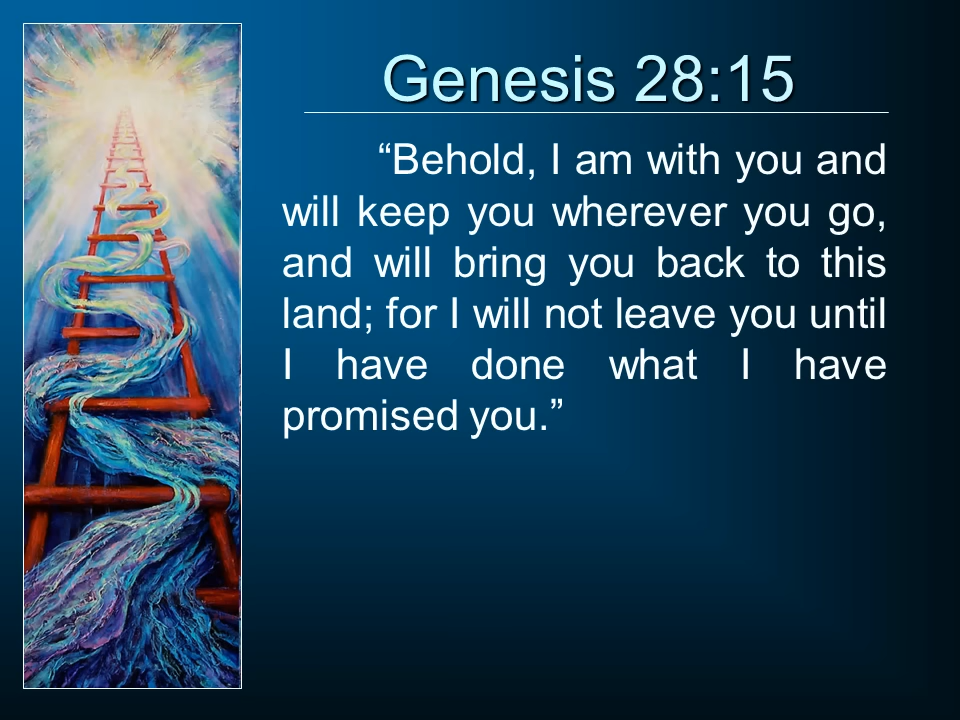 Genesis 28:15
“Behold, I am with you and
will keep you wherever you go,
and will bring you back to this
land; for I will not leave you until
I have done what I have
promised you.”